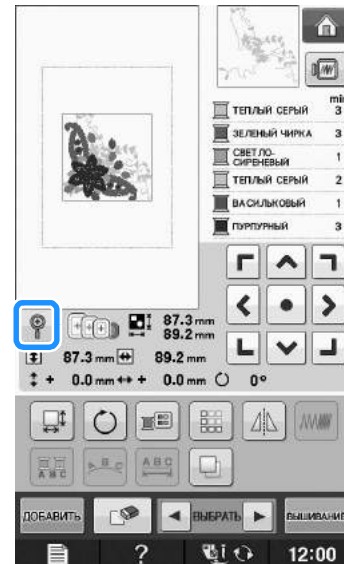 min
ТЕПЛЫЙ СЕРЫЙ 3
ЗЕЛЕНЫЙ ЧИРКА 3
СВЕТЛО-
СИРЕНЕВЫЙ 1
ТЕПЛЫЙ СЕРЫЙ 2
ВАСИЛЬКОВЫЙ 1
ПУРПУРНЫЙ 3
87.3 mm
89.2 mm
87.3 mm 89.2 mm
+ 0.0 mm + 0.0 mm 0°
A B C
A B C
A B C
ДОБАВИТЬ ВЫБРАТЬ ВЫШИВАНИЕ
? 12:00